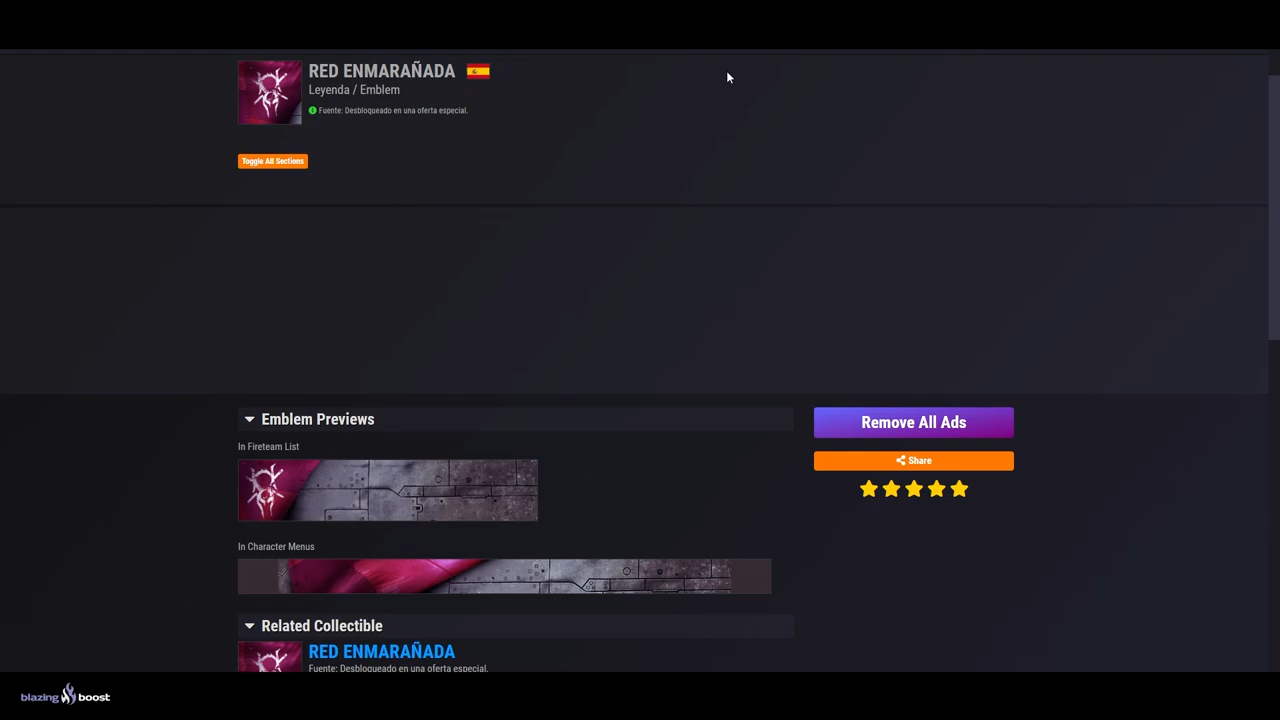 RED ENMARAÑADA
Leyenda / Emblem
Fuente: Desbloqueado en una oferta especial.
Toggle All Sections
Emblem Previews
In Fireteam List
In Character Menus
Remove All Ads
Share
Related Collectible
RED ENMARAÑADA
Fuente: Desbloqueado en una oferta especial.
blazing boost